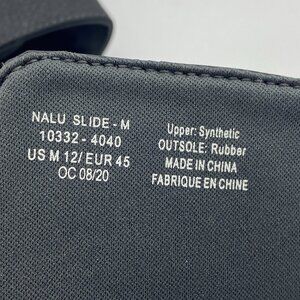 NALU SLIDE - M
10332 - 4040
US M 12/ EUR 45
OC 08/20
Upper: Synthetic
OUTSOLE: Rubber
MADE IN CHINA
FABRIQUE EN CHINE